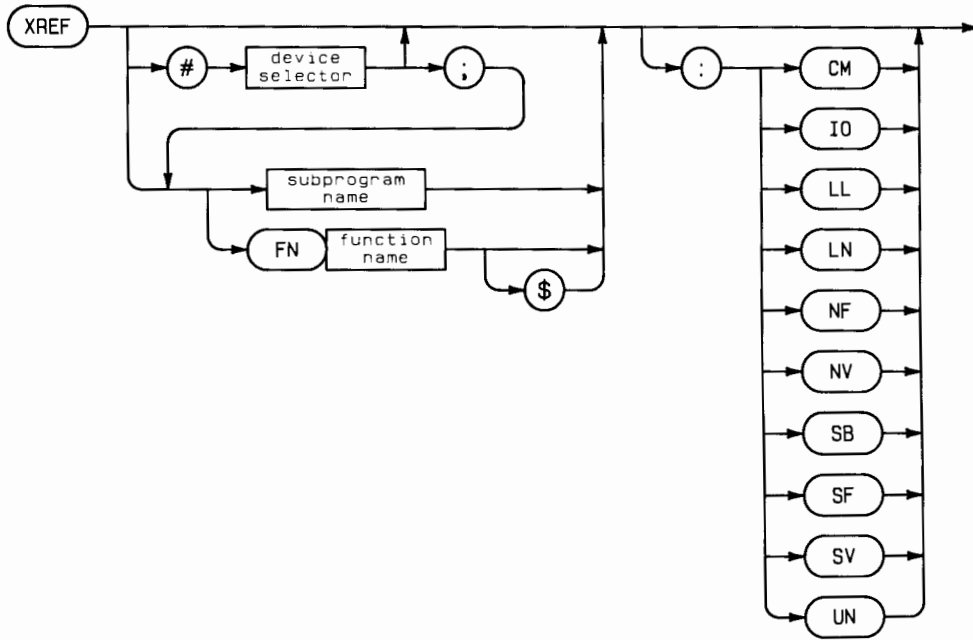 XREF
# device
selector ;
subprogram
name
FN function
name
$
:
CM
IO
LL
LN
NF
NV
SB
SF
SV
UN